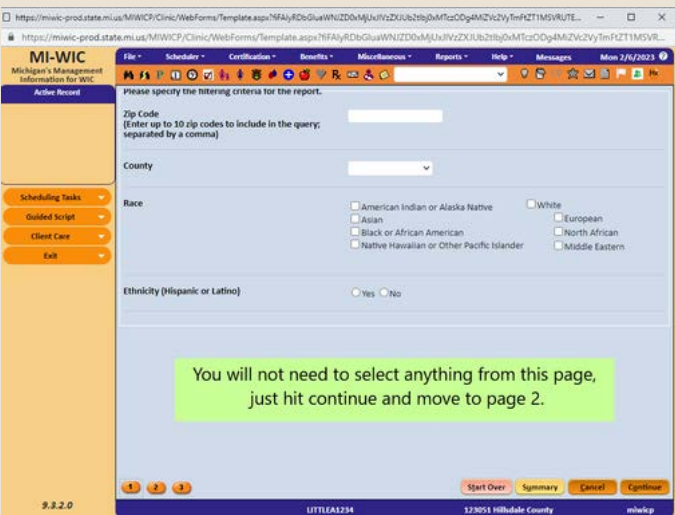 https://miwic-prod.state.mi.us/MIWICP/Clinic/WebForms/Template.aspx?
https://miwic-prod.state.mi.us/MIWICP/Clinic/WebForms/Template.aspx?
MI-WIC
Michigan's Management
Information for WIC
File Scheduler Certification Benefits Miscellaneous Reports Help Messages Mon 2/6/2023
Active Record
Please specify the filtering criteria for the report.
Zip Code
(Enter up to 10 zip codes to include in the query;
separated by a comma)
County
Scheduling Tasks
Guided Script
Client Care
Exit
Race
American Indian or Alaska Native
Asian
Black or African American
Native Hawaiian or Other Pacific Islander
White
European
North African
Middle Eastern
Ethnicity (Hispanic or Latino)
Yes No
You will not need to select anything from this page,
just hit continue and move to page 2.
1 2 3
Start Over Summary Cancel Continue
9.3.2.0
LITTLEA1234 123051 Hillsdale County miwicp